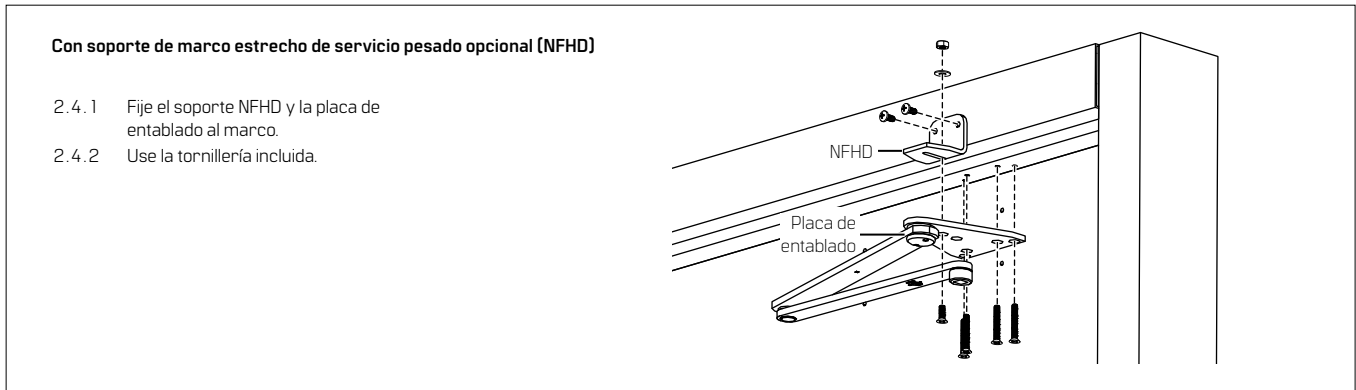 Con soporte de marco estrecho de servicio pesado opcional (NFHD)
2.4.1 Fije el soporte NFHD y la placa de
entablado al marco.
2.4.2 Use la tornillería incluida.
NFHD
Placa de
entablado